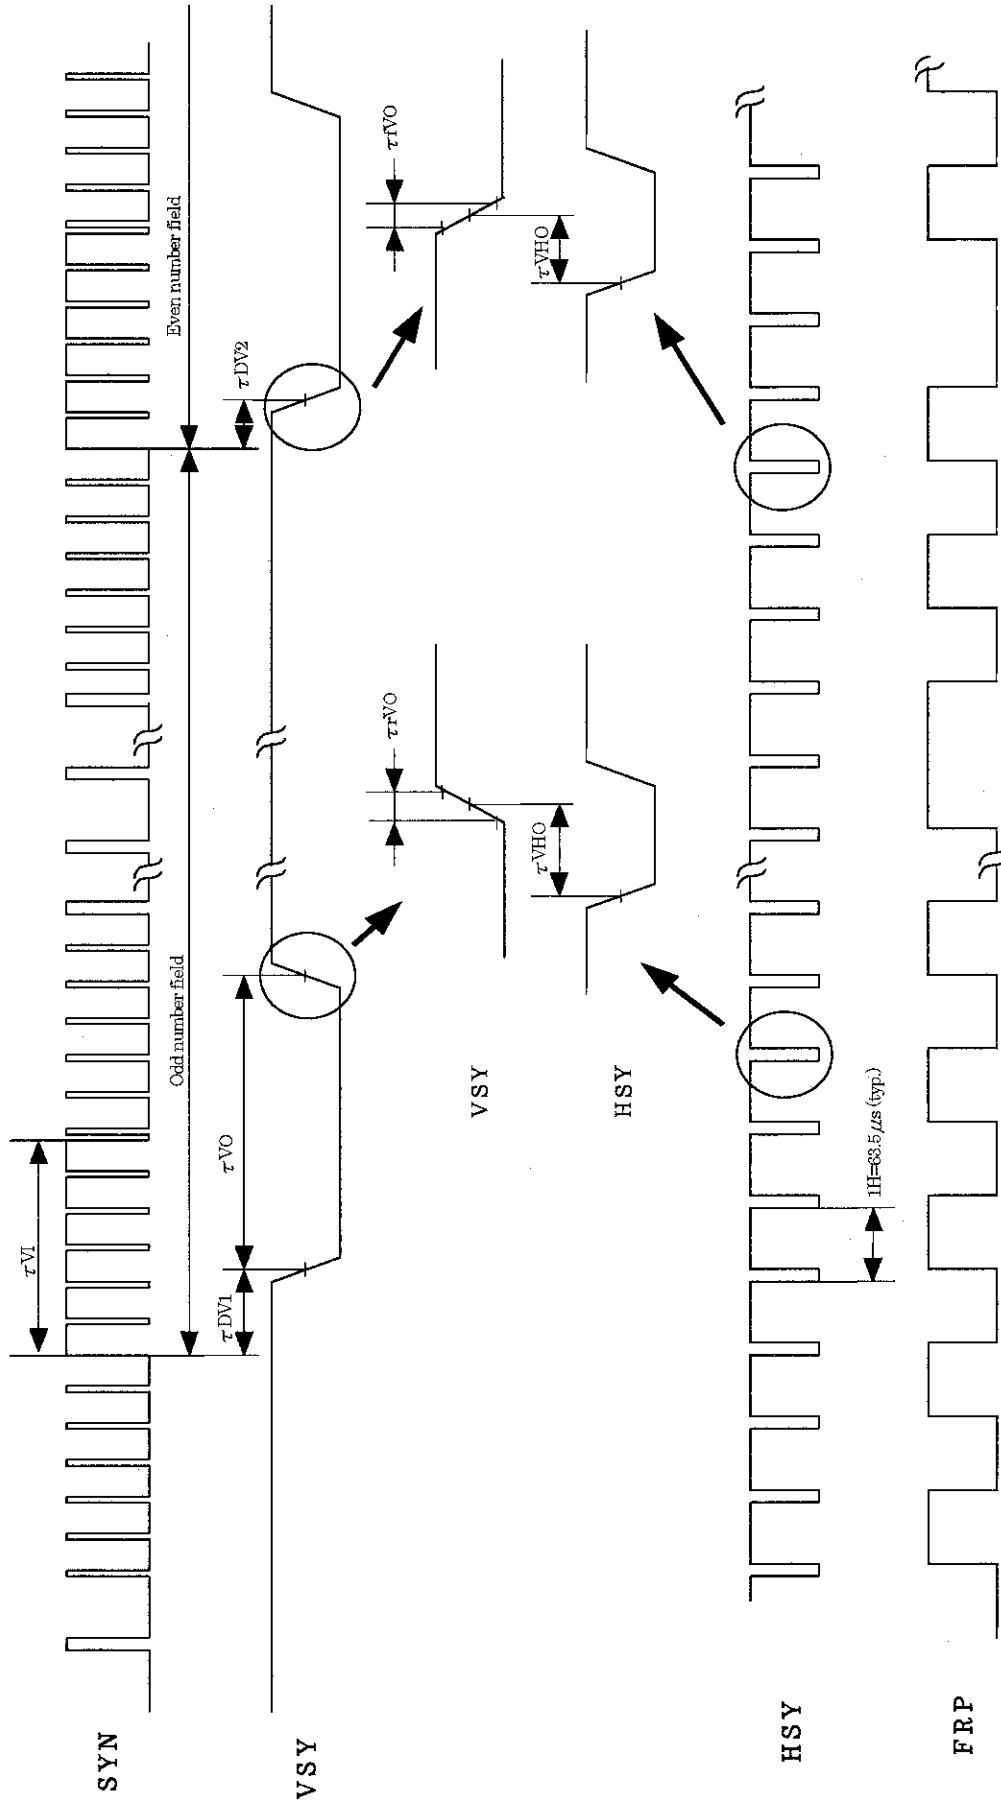 τVI
SYN
Odd number field
Even number field
τDV1
τVO
τDV2
VSY
τrVO
τfVO
VSY
τVHO
τVHO
HSY
HSY
1H=63.5μs (typ.)
FRP